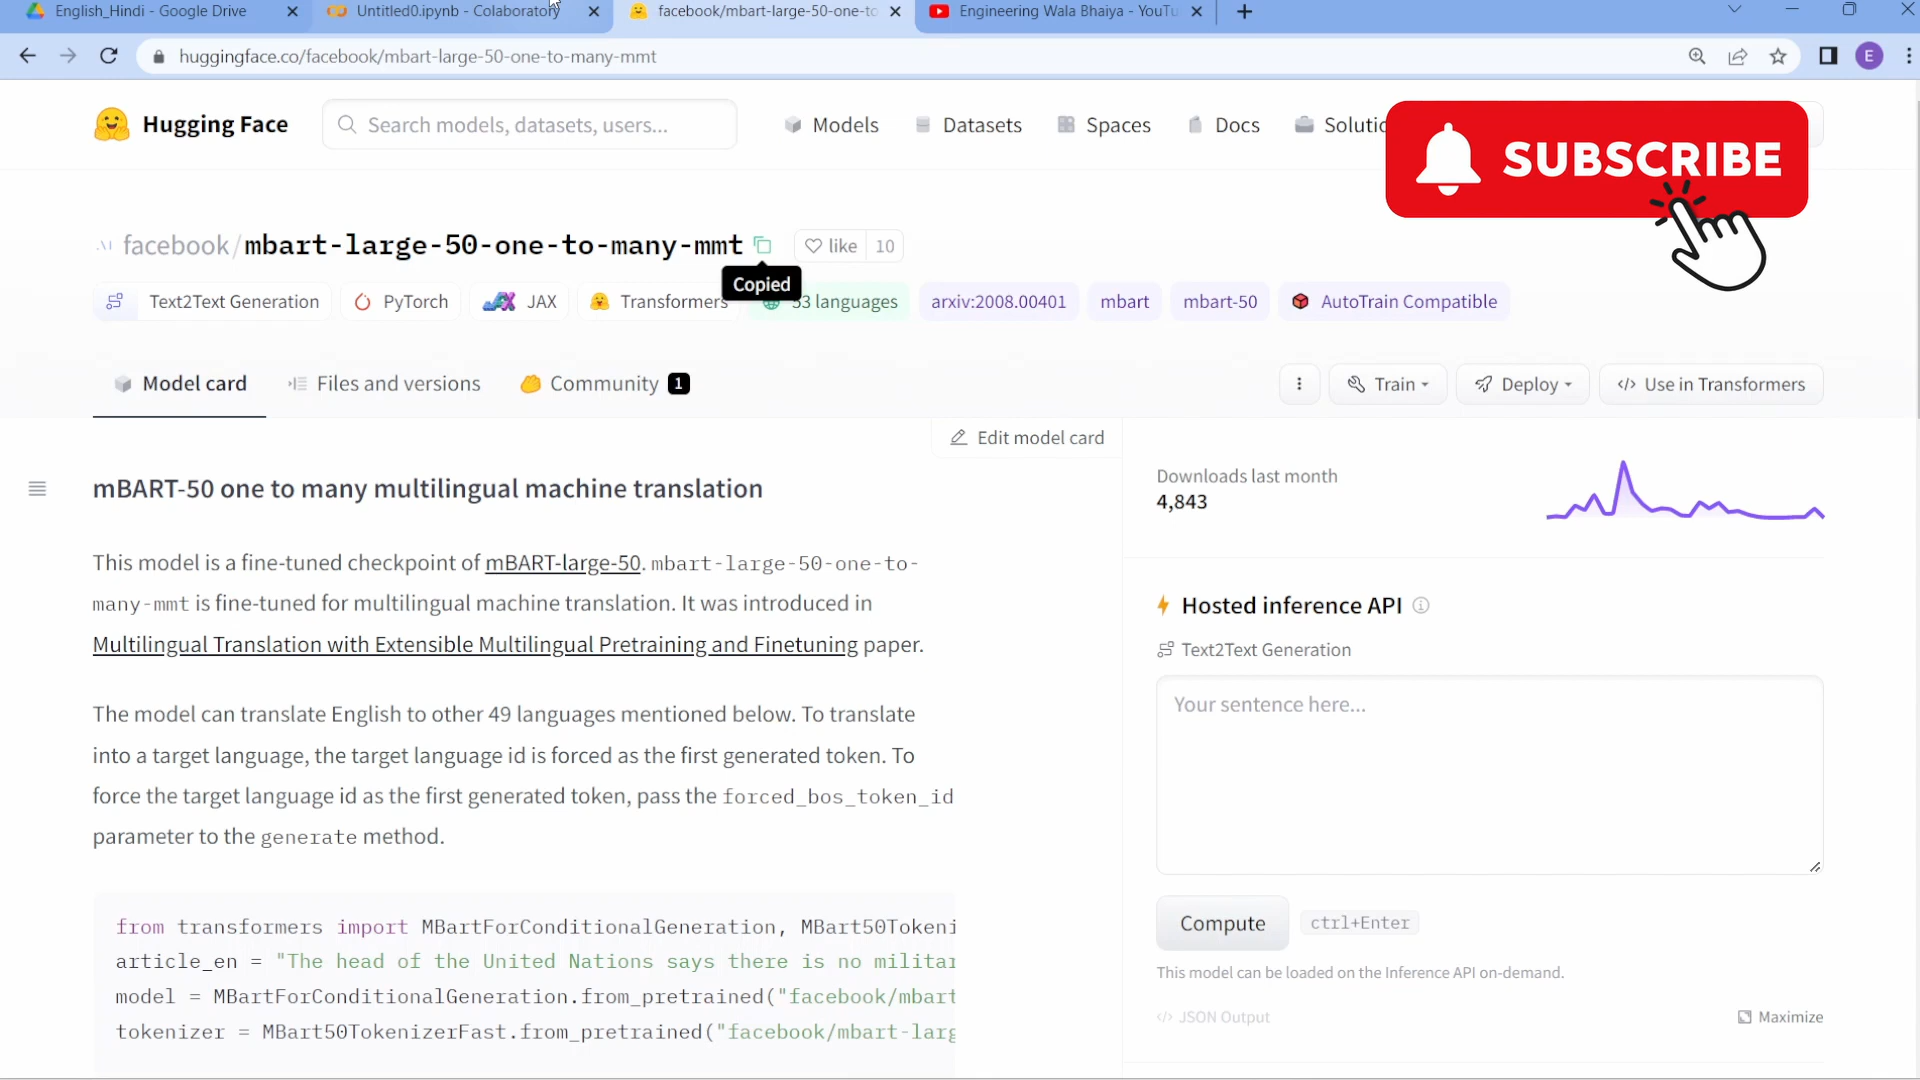 English_Hindi - Google Drive
Untitled0.ipynb - Colaboratory
facebook/mbart-large-50-one-to
Engineering Wala Bhaiya - YouTu
huggingface.co/facebook/mbart-large-50-one-to-many-mmt
E
Hugging Face
Search models, datasets, users...
Models
Datasets
Spaces
Docs
Solutio
SUBSCRIBE
facebook/mbart-large-50-one-to-many-mmt
like 10
Copied
Text2Text Generation
PyTorch
JAX
Transformers
53 languages
arxiv:2008.00401
mbart
mbart-50
AutoTrain Compatible
Model card
Files and versions
Community 1
Train
Deploy
</> Use in Transformers
Edit model card
mBART-50 one to many multilingual machine translation
This model is a fine-tuned checkpoint of mBART-large-50. mbart-large-50-one-to-
many-mmt is fine-tuned for multilingual machine translation. It was introduced in
Multilingual Translation with Extensible Multilingual Pretraining and Finetuning paper.
The model can translate English to other 49 languages mentioned below. To translate
into a target language, the target language id is forced as the first generated token. To
force the target language id as the first generated token, pass the forced_bos_token_id
parameter to the generate method.
from transformers import MBartForConditionalGeneration, MBart50Tokeni
article_en = "The head of the United Nations says there is no militar
model = MBartForConditionalGeneration.from_pretrained("facebook/mbart
tokenizer = MBart50TokenizerFast.from_pretrained("facebook/mbart-larg
Downloads last month
4,843
Hosted inference API
Text2Text Generation
Your sentence here...
Compute
ctrl+Enter
This model can be loaded on the Inference API on-demand.
</> JSON Output
Maximize